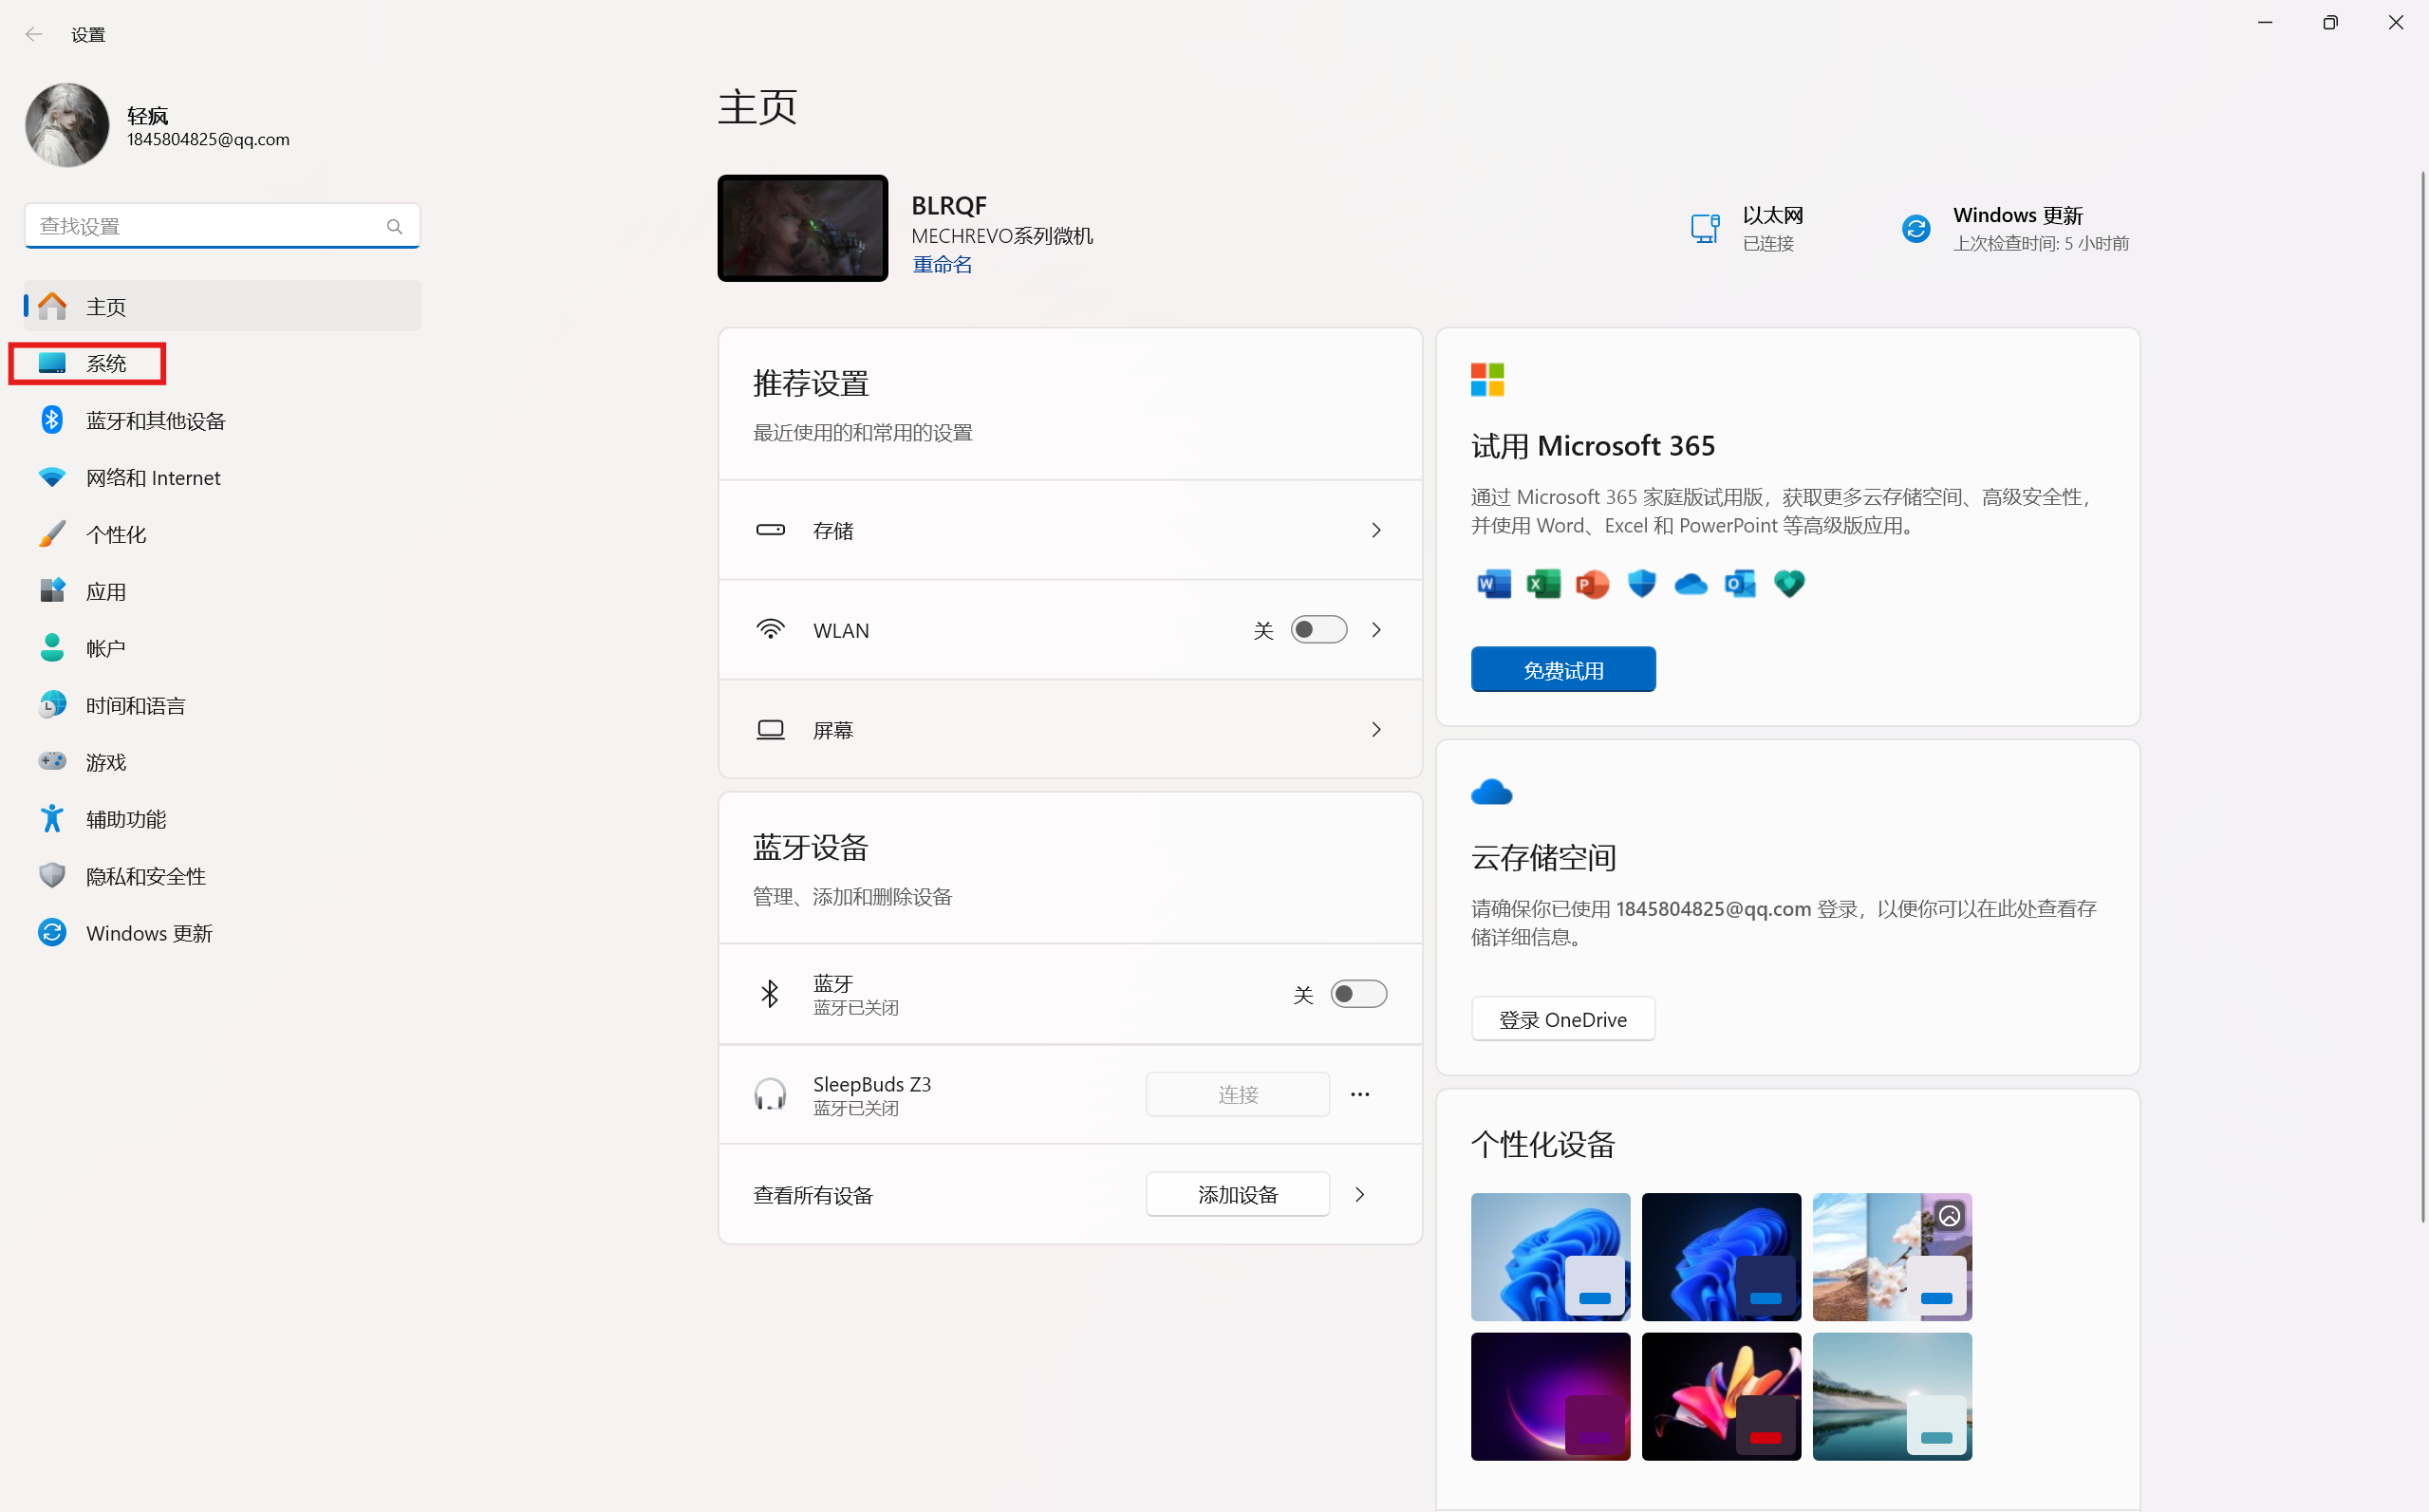 设置
轻疯
1845804825@qq.com
查找设置
主页
系统
蓝牙和其他设备
网络和 Internet
个性化
应用
帐户
时间和语言
游戏
辅助功能
隐私和安全性
Windows 更新
主页
BLRQF
MECHREVO系列微机
重命名
以太网
已连接
Windows 更新
上次检查时间: 5 小时前
推荐设置
最近使用的和常用的设置
存储
WLAN
关
屏幕
蓝牙设备
管理、添加和删除设备
蓝牙
蓝牙已关闭
关
SleepBuds Z3
蓝牙已关闭
连接
查看所有设备
添加设备
试用 Microsoft 365
通过 Microsoft 365 家庭版试用版，获取更多云存储空间、高级安全性，
并使用 Word、Excel 和 PowerPoint 等高级版应用。
免费试用
云存储空间
请确保你已使用 1845804825@qq.com 登录，以便你可以在此处查看存
储详细信息。
登录 OneDrive
个性化设备